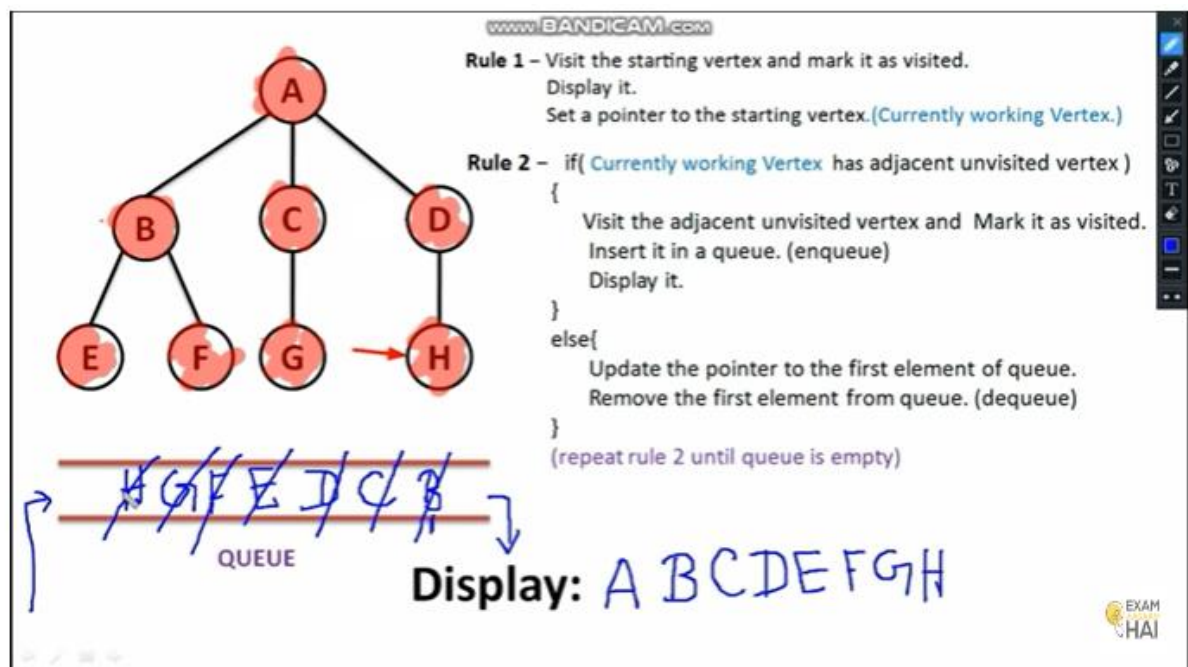 www.BANDICAM.com
A
B
C
D
E
F
G
H
Rule 1 – Visit the starting vertex and mark it as visited.
Display it.
Set a pointer to the starting vertex.(Currently working Vertex.)
Rule 2 – if( Currently working Vertex has adjacent unvisited vertex )
{
Visit the adjacent unvisited vertex and Mark it as visited.
Insert it in a queue. (enqueue)
Display it.
}
else{
Update the pointer to the first element of queue.
Remove the first element from queue. (dequeue)
}
(repeat rule 2 until queue is empty)
H G F E D C B
QUEUE
Display: A B C D E F G H
T
EXAM
HAI